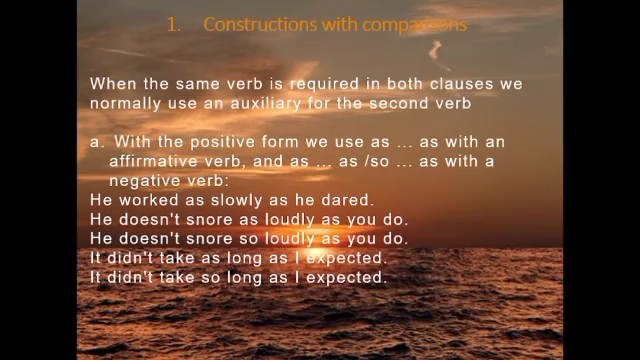 1. Constructions with comparisons
When the same verb is required in both clauses we
normally use an auxiliary for the second verb
a. With the positive form we use as ... as with an
affirmative verb, and as ... as /so ... as with a
negative verb:
He worked as slowly as he dared.
He doesn't snore as loudly as you do.
He doesn't snore so loudly as you do.
It didn't take as long as I expected.
It didn't take so long as I expected.